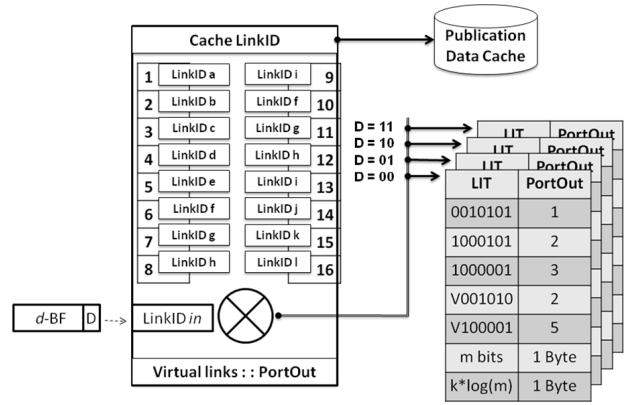 Cache LinkID
Publication
Data Cache
1 LinkID a LinkID i 9
2 LinkID b LinkID f 10
3 LinkID c LinkID g 11
4 LinkID d LinkID h 12
5 LinkID e LinkID i 13
6 LinkID f LinkID j 14
7 LinkID g LinkID k 15
8 LinkID h LinkID l 16
D = 11
D = 10
D = 01
D = 00
LIT PortOut
LIT PortOut
LIT PortOut
LIT PortOut
0010101 1
1000101 2
1000001 3
V001010 2
V100001 5
m bits 1 Byte
k*log(m) 1 Byte
d-BF D LinkID in
Virtual links : : PortOut